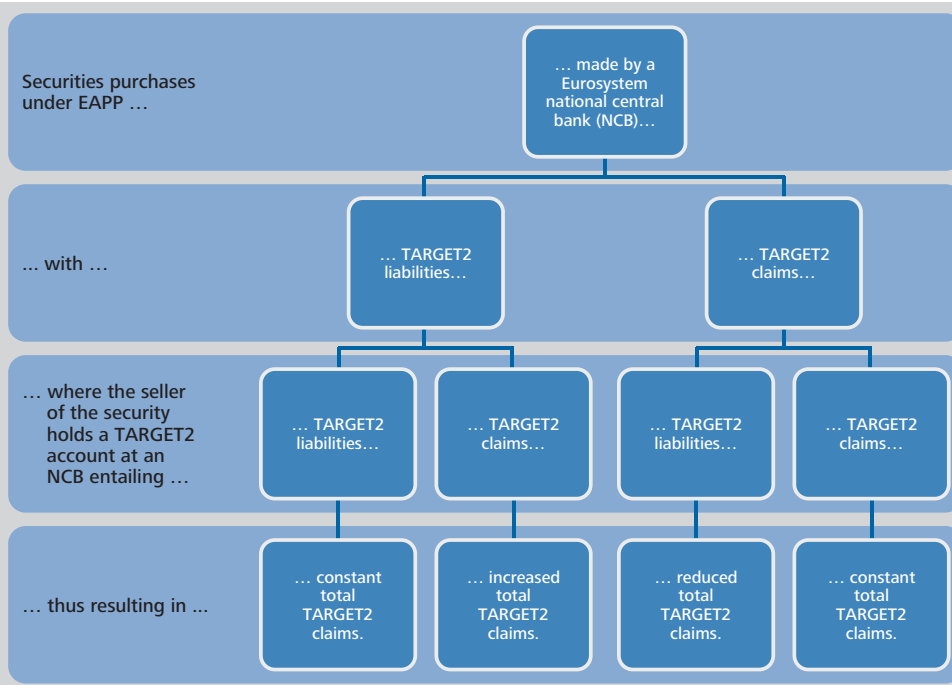 Securities purchases
under EAPP …
… made by a
Eurosystem
national central
bank (NCB)…
... with …
… TARGET2
liabilities…
… TARGET2
claims…
… where the seller
of the security
holds a TARGET2
account at an
NCB entailing …
… TARGET2
liabilities…
… TARGET2
claims…
… TARGET2
liabilities…
… TARGET2
claims…
… thus resulting in ...
… constant
total
TARGET2
claims.
… increased
total
TARGET2
claims.
… reduced
total
TARGET2
claims.
… constant
total
TARGET2
claims.